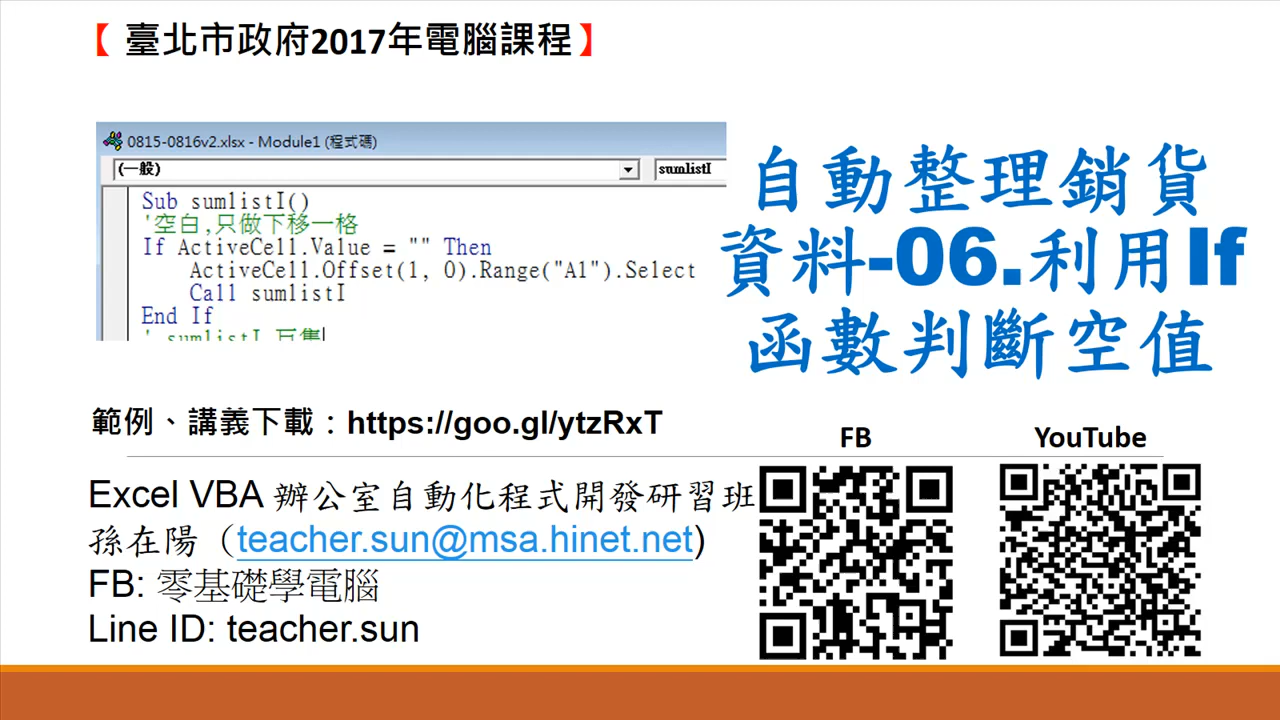 【 臺北市政府2017年電腦課程】
0815-0816v2.xlsx - Module1 (程式碼)
(一般)
sumlistI
Sub sumlistI()
'空白,只做下移一格
If ActiveCell.Value = "" Then
ActiveCell.Offset(1, 0).Range("A1").Select
Call sumlistI
End If
' sumlistI 巨集
自動整理銷貨
資料-06.利用If
函數判斷空值
範例、講義下載：https://goo.gl/ytzRxT
FB
YouTube
Excel VBA 辦公室自動化程式開發研習班
孫在陽（teacher.sun@msa.hinet.net)
FB: 零基礎學電腦
Line ID: teacher.sun